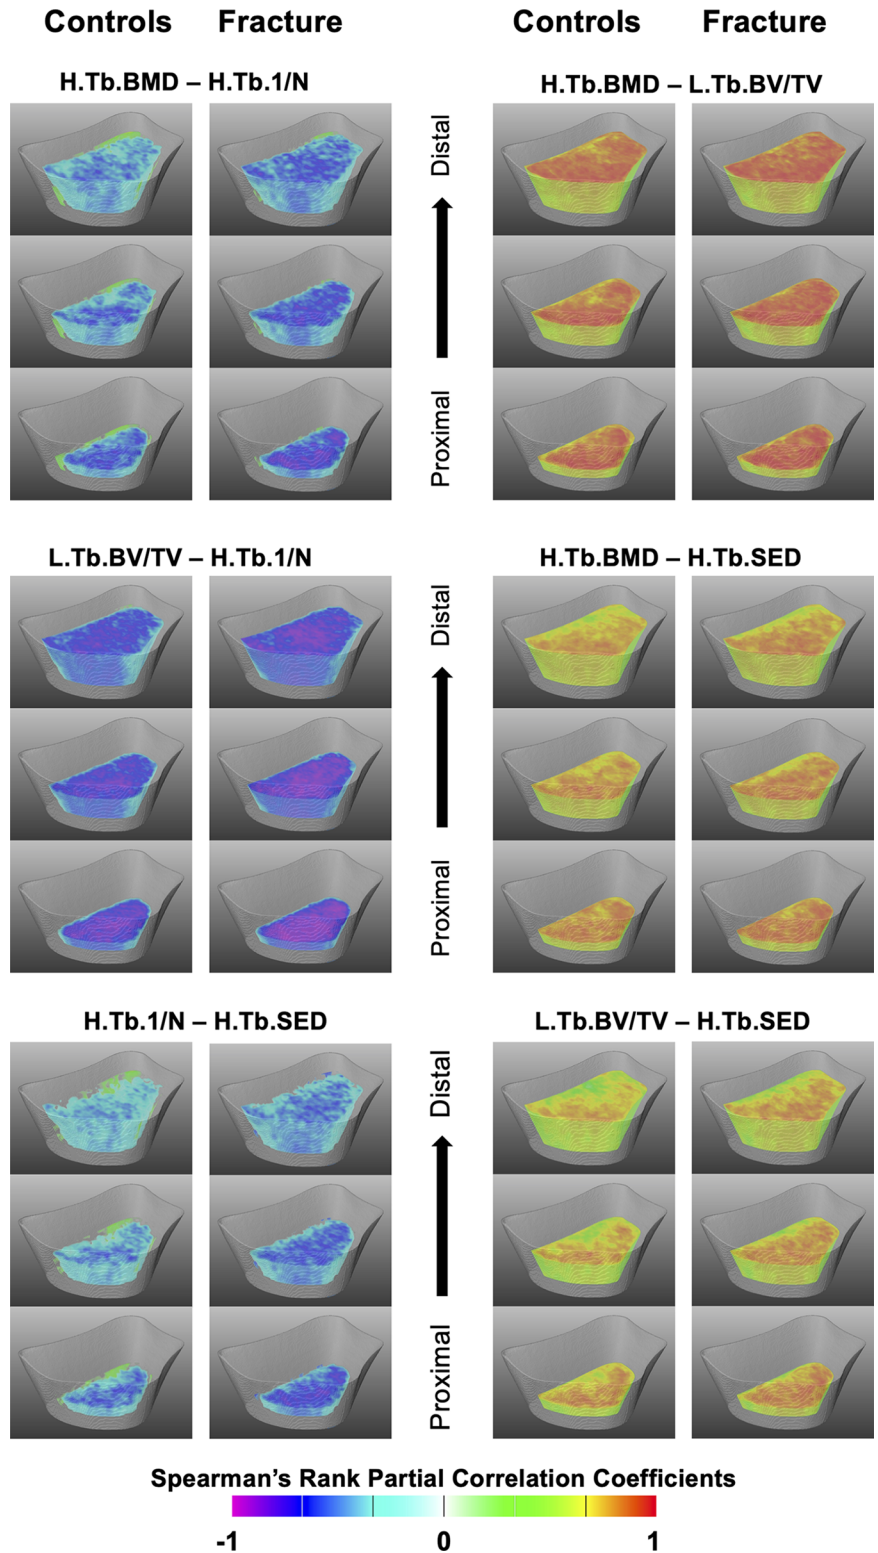 Controls Fracture Controls Fracture
H.Tb.BMD – H.Tb.1/N
H.Tb.BMD – L.Tb.BV/TV
Distal
Proximal
L.Tb.BV/TV – H.Tb.1/N
H.Tb.BMD – H.Tb.SED
Distal
Proximal
H.Tb.1/N – H.Tb.SED
L.Tb.BV/TV – H.Tb.SED
Distal
Proximal
Spearman’s Rank Partial Correlation Coefficients
-1 0 1